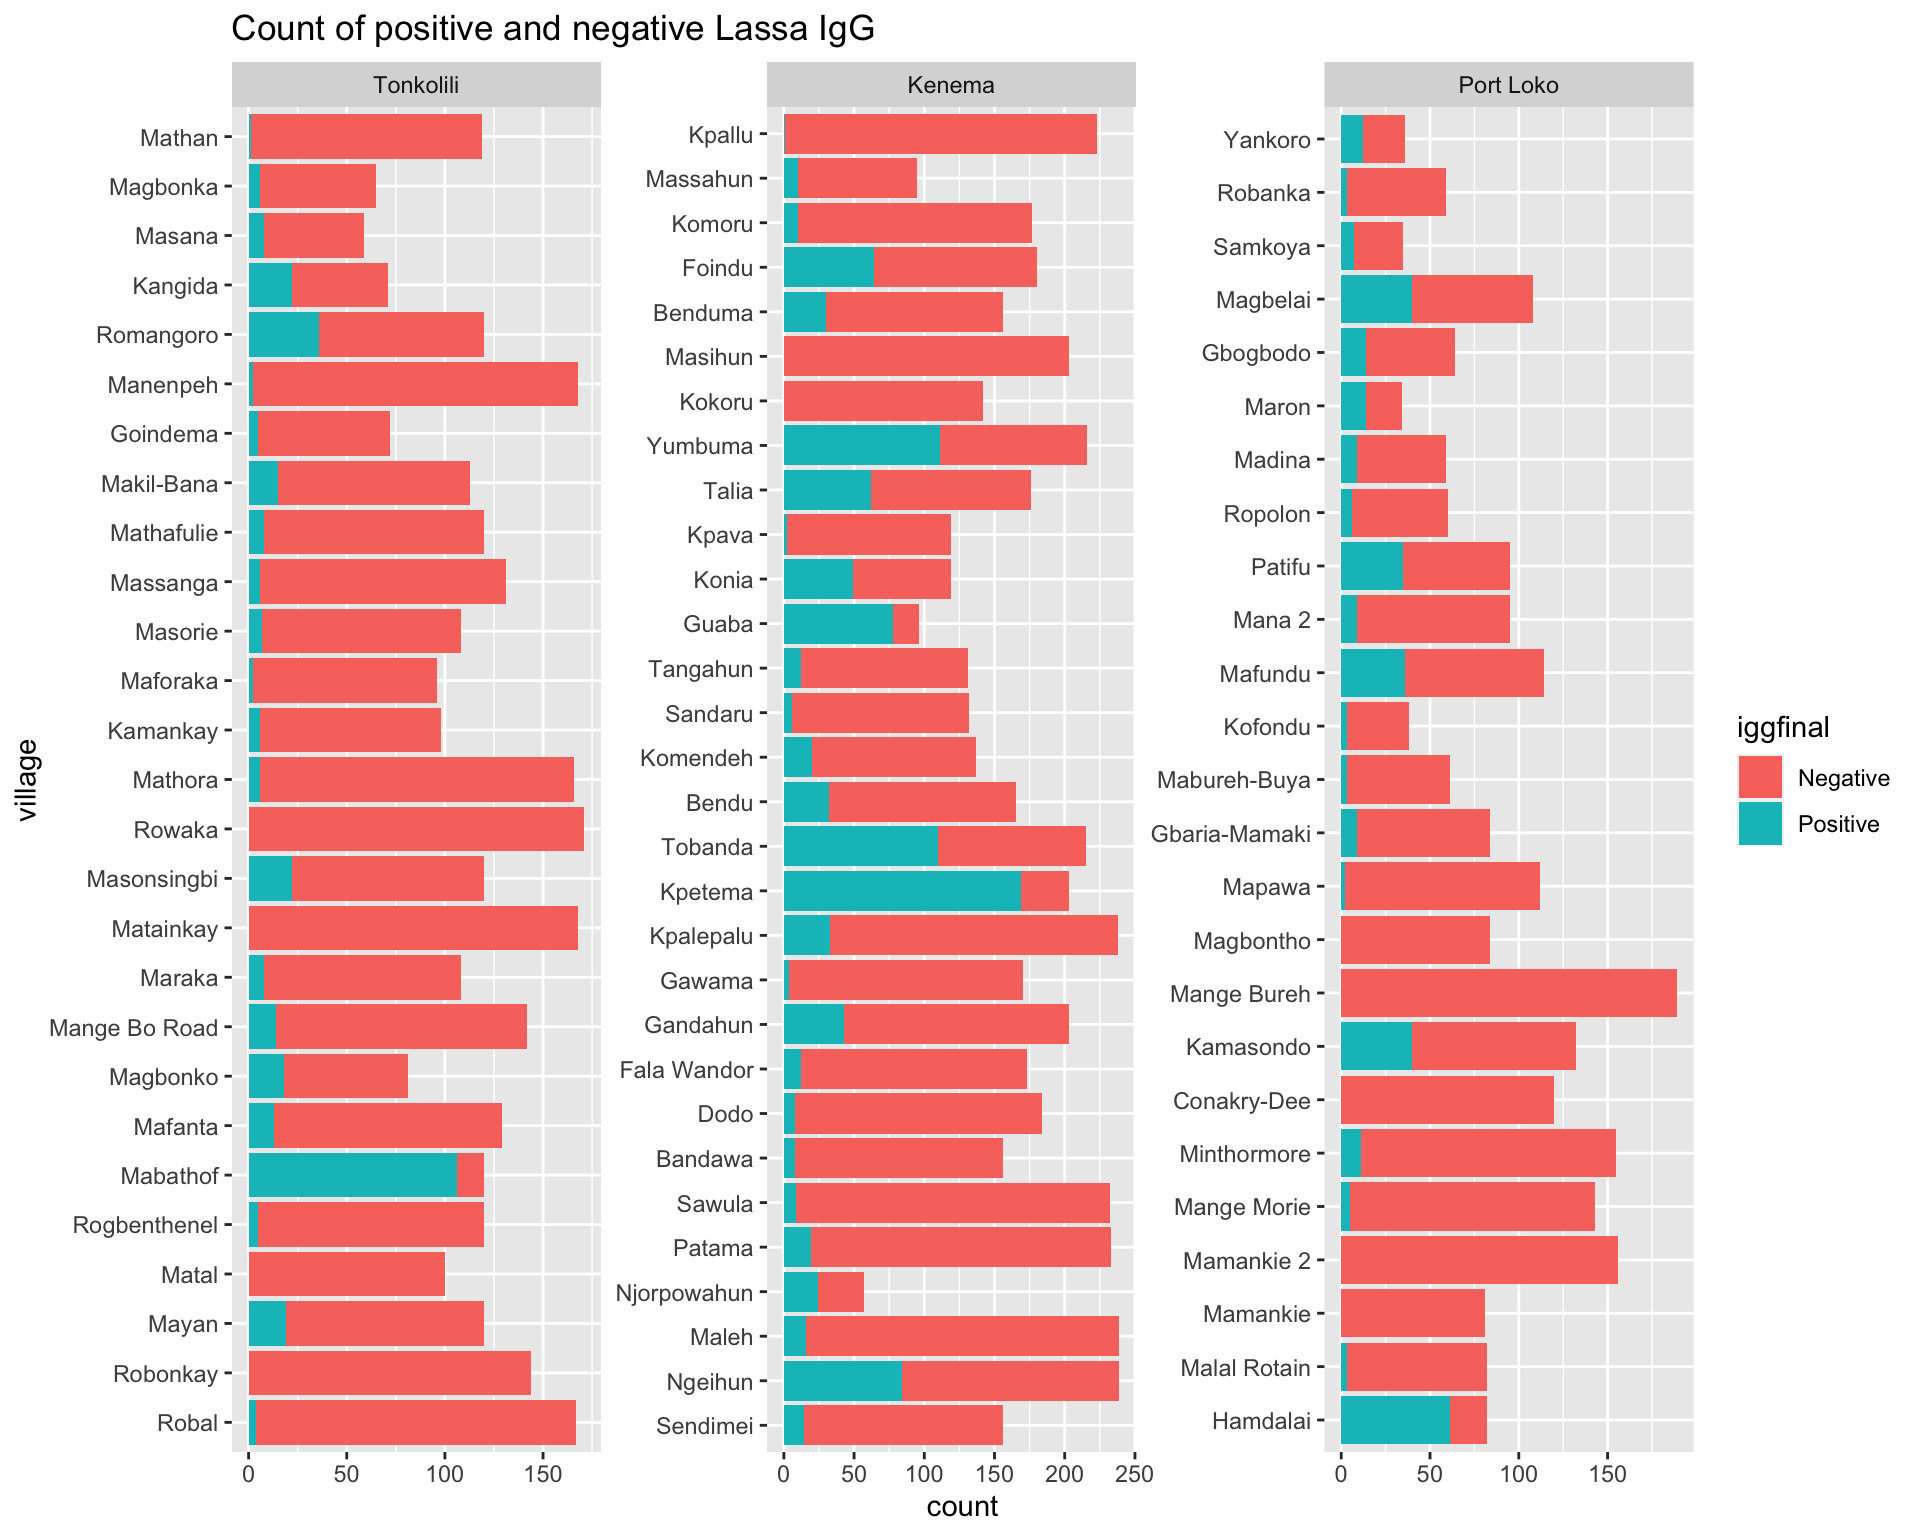 Count of positive and negative Lassa IgG
Tonkolili
Kenema
Port Loko
village
Mathan
Magbonka
Masana
Kangida
Romangoro
Manenpeh
Goindema
Makil-Bana
Mathafulie
Massanga
Masorie
Maforaka
Kamankay
Mathora
Rowaka
Masonsingbi
Matainkay
Maraka
Mange Bo Road
Magbonko
Mafanta
Mabathof
Rogbenthenel
Matal
Mayan
Robonkay
Robal
0 50 100 150
Kpallu
Massahun
Komoru
Foindu
Benduma
Masihun
Kokoru
Yumbuma
Talia
Kpava
Konia
Guaba
Tangahun
Sandaru
Komendeh
Bendu
Tobanda
Kpetema
Kpalepalu
Gawama
Gandahun
Fala Wandor
Dodo
Bandawa
Sawula
Patama
Njorpowahun
Maleh
Ngeihun
Sendimei
0 50 100 150 200 250
Yankoro
Robanka
Samkoya
Magbelai
Gbogbodo
Maron
Madina
Ropolon
Patifu
Mana 2
Mafundu
Kofondu
Mabureh-Buya
Gbaria-Mamaki
Mapawa
Magbontho
Mange Bureh
Kamasondo
Conakry-Dee
Minthormore
Mange Morie
Mamankie 2
Mamankie
Malal Rotain
Hamdalai
0 50 100 150
count
iggfinal
Negative
Positive